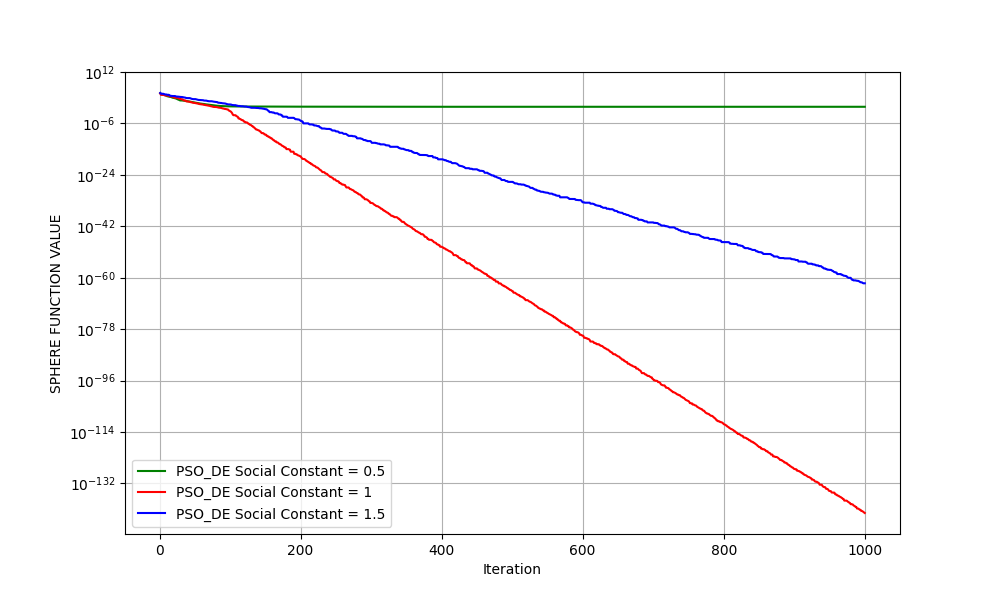 SPHERE FUNCTION VALUE
10^12
10^-6
10^-24
10^-42
10^-60
10^-78
10^-96
10^-114
10^-132
PSO_DE Social Constant = 0.5
PSO_DE Social Constant = 1
PSO_DE Social Constant = 1.5
0 200 400 600 800 1000
Iteration